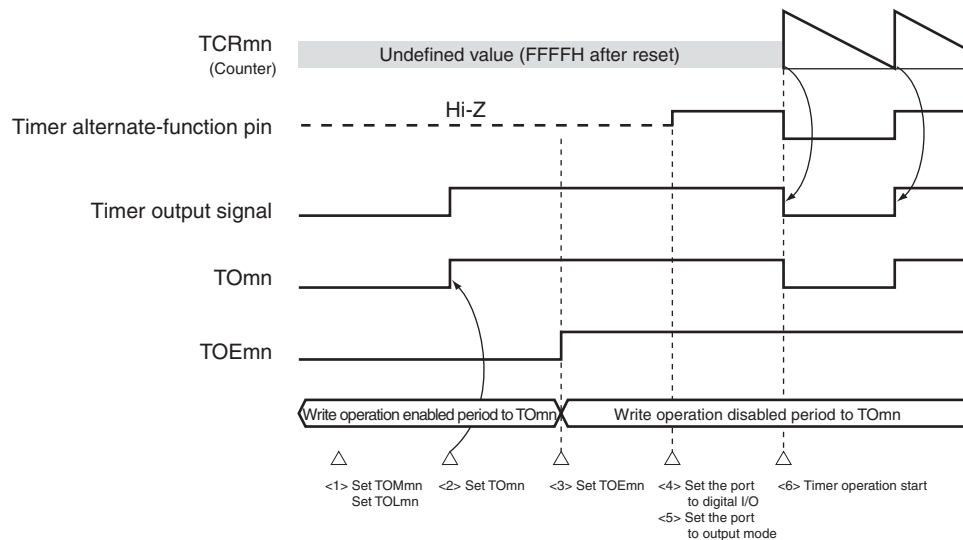 TCRmn
(Counter)
Undefined value (FFFFH after reset)
Hi-Z
Timer alternate-function pin
Timer output signal
TOmn
TOEmn
Write operation enabled period to TOmn
Write operation disabled period to TOmn
<1> Set TOMmn
Set TOLmn
<2> Set TOmn
<3> Set TOEmn
<4> Set the port
to digital I/O
<5> Set the port
to output mode
<6> Timer operation start